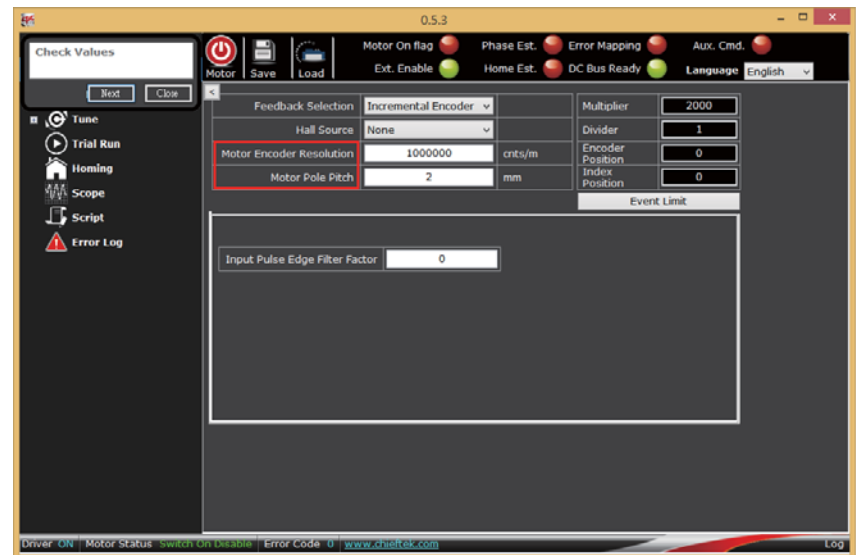 0.5.3
Check Values
Next Close
Motor Save Load
Motor On flag Phase Est. Error Mapping Aux. Cmd.
Ext. Enable Home Est. DC Bus Ready Language English
Tune
Trial Run
Homing
Scope
Script
Error Log
<
Feedback Selection Incremental Encoder
Hall Source None
Motor Encoder Resolution 1000000 cnts/m
Motor Pole Pitch 2 mm
Multiplier 2000
Divider 1
Encoder
Position 0
Index
Position 0
Event Limit
Input Pulse Edge Filter Factor 0
Driver ON Motor Status Switch On Disable Error Code 0 www.chieftek.com Log